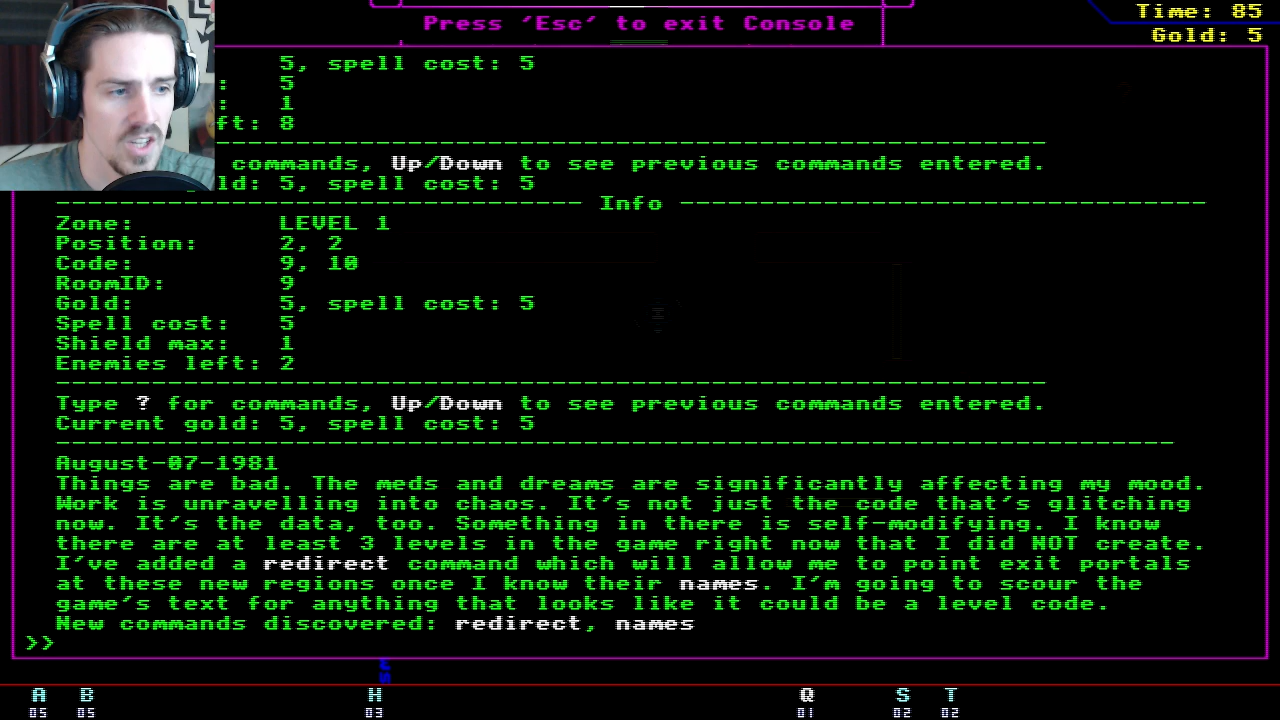 Press 'Esc' to exit Console
Time: 85
Gold: 5
5, spell cost: 5
: 5
: 1
ft: 8
commands, Up/Down to see previous commands entered.
ld: 5, spell cost: 5
Info
Zone: LEVEL 1
Position: 2, 2
Code: 9, 10
RoomID: 9
Gold: 5, spell cost: 5
Spell cost: 5
Shield max: 1
Enemies left: 2
Type ? for commands, Up/Down to see previous commands entered.
Current gold: 5, spell cost: 5
August-07-1981
Things are bad. The meds and dreams are significantly affecting my mood.
Work is unravelling into chaos. It's not just the code that's glitching
now. It's the data, too. Something in there is self-modifying. I know
there are at least 3 levels in the game right now that I did NOT create.
I've added a redirect command which will allow me to point exit portals
at these new regions once I know their names. I'm going to scour the
game's text for anything that looks like it could be a level code.
New commands discovered: redirect, names
>>
A B H Q S T
05 05 03 01 02 02